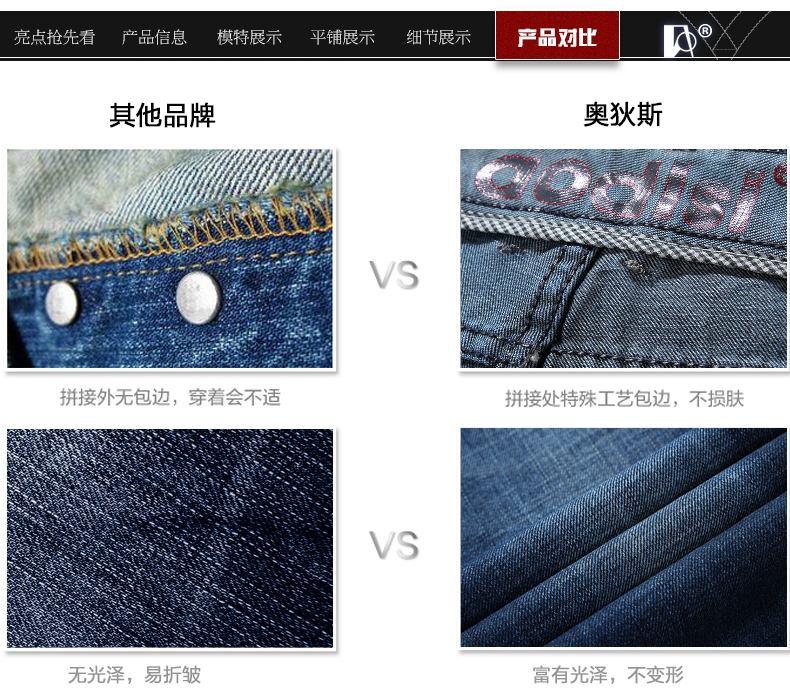 亮点抢先看 产品信息 模特展示 平铺展示 细节展示 产品对比 ®
其他品牌 奥狄斯
aodisi
VS
拼接外无包边，穿着会不适 拼接处特殊工艺包边，不损肤
VS
无光泽，易折皱 富有光泽，不变形